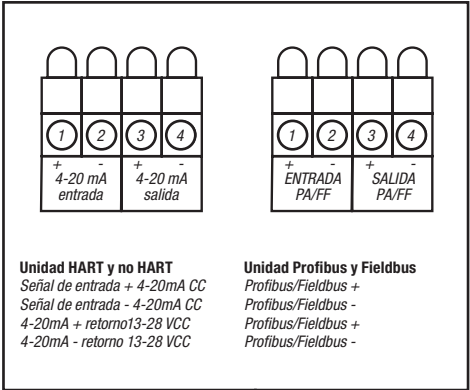 1 2 3 4
+ - + -
4-20 mA 4-20 mA
entrada salida
1 2 3 4
+ - + -
ENTRADA SALIDA
PA/FF PA/FF
Unidad HART y no HART
Señal de entrada + 4-20mA CC
Señal de entrada - 4-20mA CC
4-20mA + retorno13-28 VCC
4-20mA - retorno 13-28 VCC
Unidad Profibus y Fieldbus
Profibus/Fieldbus +
Profibus/Fieldbus -
Profibus/Fieldbus +
Profibus/Fieldbus -